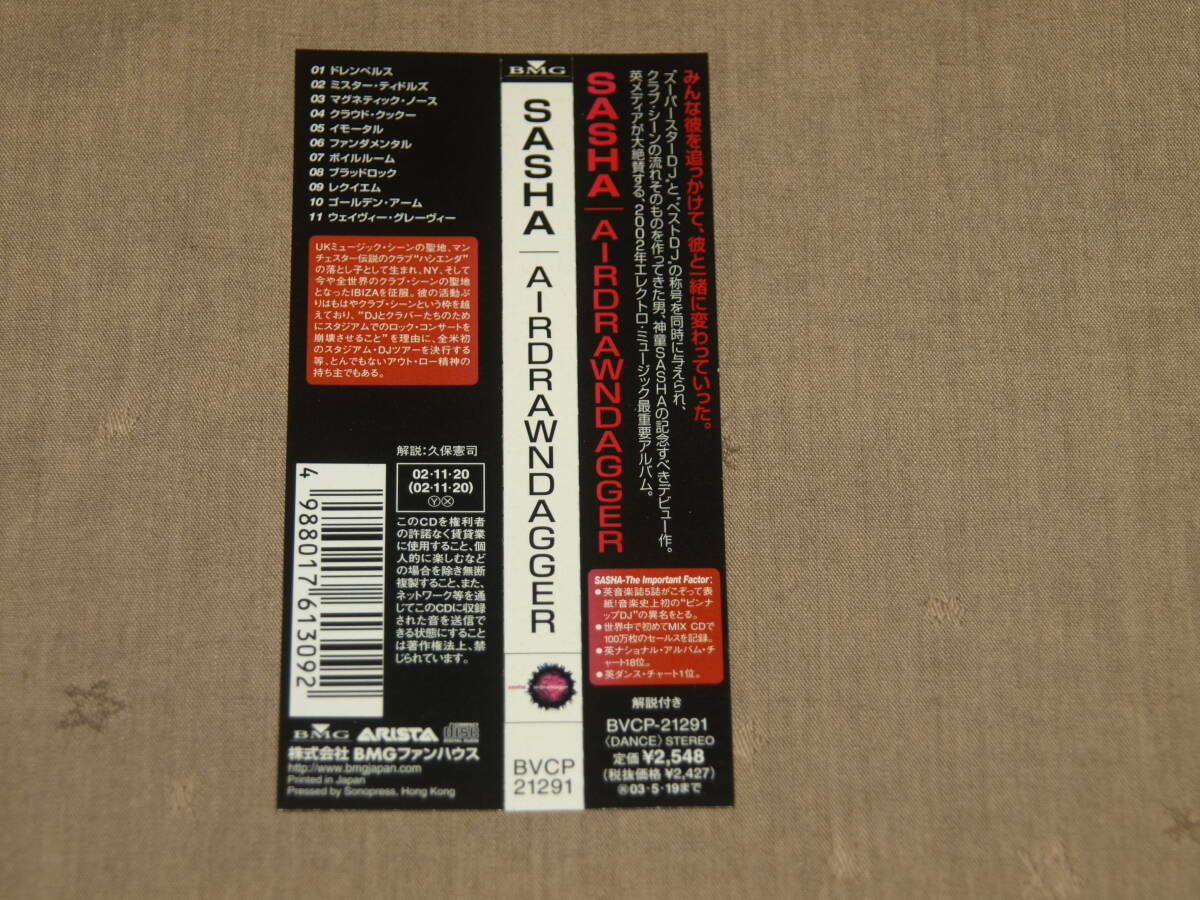 01 ドレンペルス
02 ミスター・ティドルズ
03 マグネティック・ノース
04 クラウド・クックー
05 イモータル
06 ファンダメンタル
07 ボイルルーム
08 ブラッドロック
09 レクイエム
10 ゴールデン・アーム
11 ウェイヴィー・グレーヴィー
UKミュージック・シーンの聖地、マン
チェスター伝説のクラブ“ハシエンダ”
の落とし子として生まれ、NY、そして
今や全世界のクラブ・シーンの聖地
となったIBIZAを征服。彼の活動ぶ
りはもはやクラブ・シーンという枠を越
えており、“DJとクラバーたちのため
にスタジアムでのロック・コンサートを
崩壊させること”を理由に、全米初
のスタジアム・DJツアーを決行する
等、とんでもないアウト・ロー精神の
持ち主でもある。
解説：久保憲司
02・11・20
(02・11・20)
Ⓨ Ⓧ
このCDを権利者
の許諾なく賃貸業
に使用すること、個
人的に楽しむなど
の場合を除き無断
複製すること、また、
ネットワーク等を通
じてこのCDに収録
された音を送信で
きる状態にすること
は著作権法上、禁
じられています。
4 988017 613092
BMG ARISTA COMPACT disc DIGITAL AUDIO
株式会社 BMGファンハウス
http://www.bmgjapan.com
Printed in Japan
Pressed by Sonopress, Hong Kong
BMG
SASHA | AIRDRAWNDAGGER
sasha
BVCP
21291
みんな彼を追っかけて、彼と一緒に変わっていった。
“スーパースターDJ”と“ベストDJ”の称号を同時に与えられ、
クラブ・シーンの流れそのものを作ってきた男、神童SASHAの記念すべきデビュー作。
英メディアが大絶賛する、2002年エレクトロ・ミュージック最重要アルバム。
SASHA | AIRDRAWNDAGGER
SASHA-The Important Factor:
●英音楽誌5誌がこぞって表
紙!音楽史上初の“ピンナ
ップDJ”の異名をとる。
●世界中で初めてMIX CDで
100万枚のセールスを記録。
●英ナショナル・アルバム・チ
ャート18位。
●英ダンス・チャート1位。
解説付き
BVCP-21291
〈DANCE〉 STEREO
定価 ¥2,548
(税抜価格 ¥2,427)
03・5・19まで